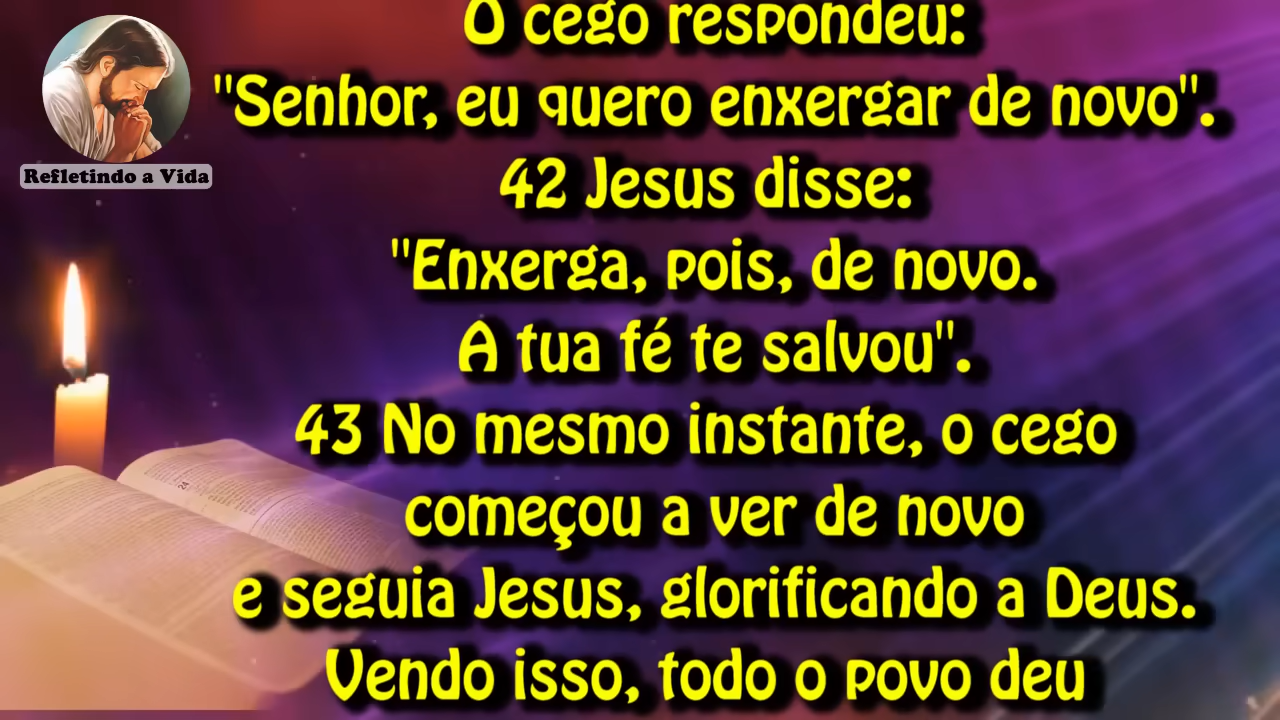 O cego respondeu:
"Senhor, eu quero enxergar de novo".
42 Jesus disse:
"Enxerga, pois, de novo.
A tua fé te salvou".
43 No mesmo instante, o cego
começou a ver de novo
e seguia Jesus, glorificando a Deus.
Vendo isso, todo o povo deu
Refletindo a Vida
24